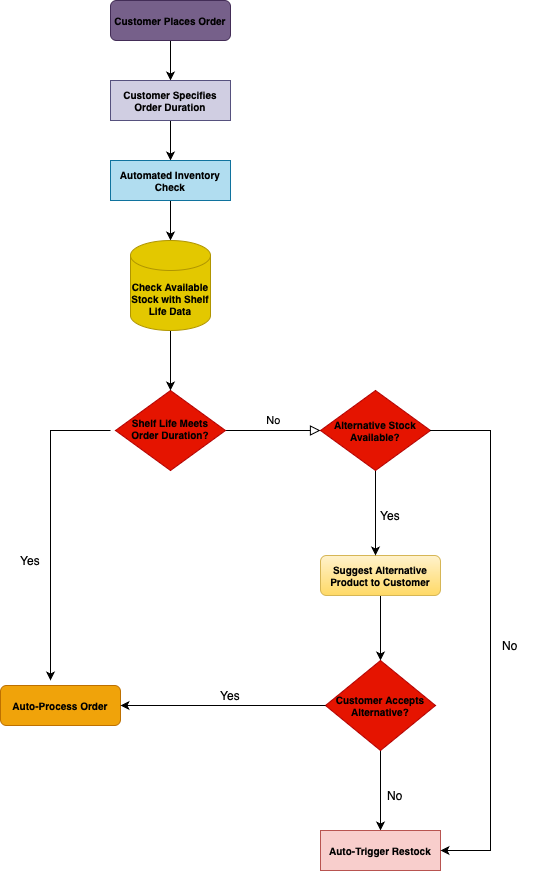 Customer Places Order
Customer Specifies
Order Duration
Automated Inventory
Check
Check Available
Stock with Shelf
Life Data
Shelf Life Meets
Order Duration?
No
Alternative Stock
Available?
Yes
Suggest Alternative
Product to Customer
Yes
No
Customer Accepts
Alternative?
Yes
Auto-Process Order
No
Auto-Trigger Restock